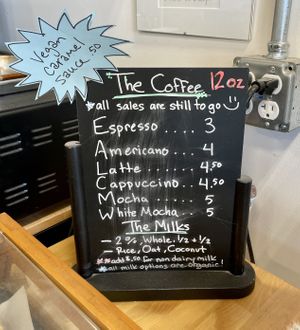 Vegan
Caramel
Sauce .50
*The Coffee 12oz
*all sales are still to go
Espresso .... 3
Americano .... 4
Latte ........ 4.50
Cappuccino ... 4.50
Mocha ..... 5
White Mocha .. 5
The Milks
- 2%, Whole, 1/2 + 1/2
- Rice, Oat, Coconut
** add $.50 for non dairy milk
* all milk options are organic!